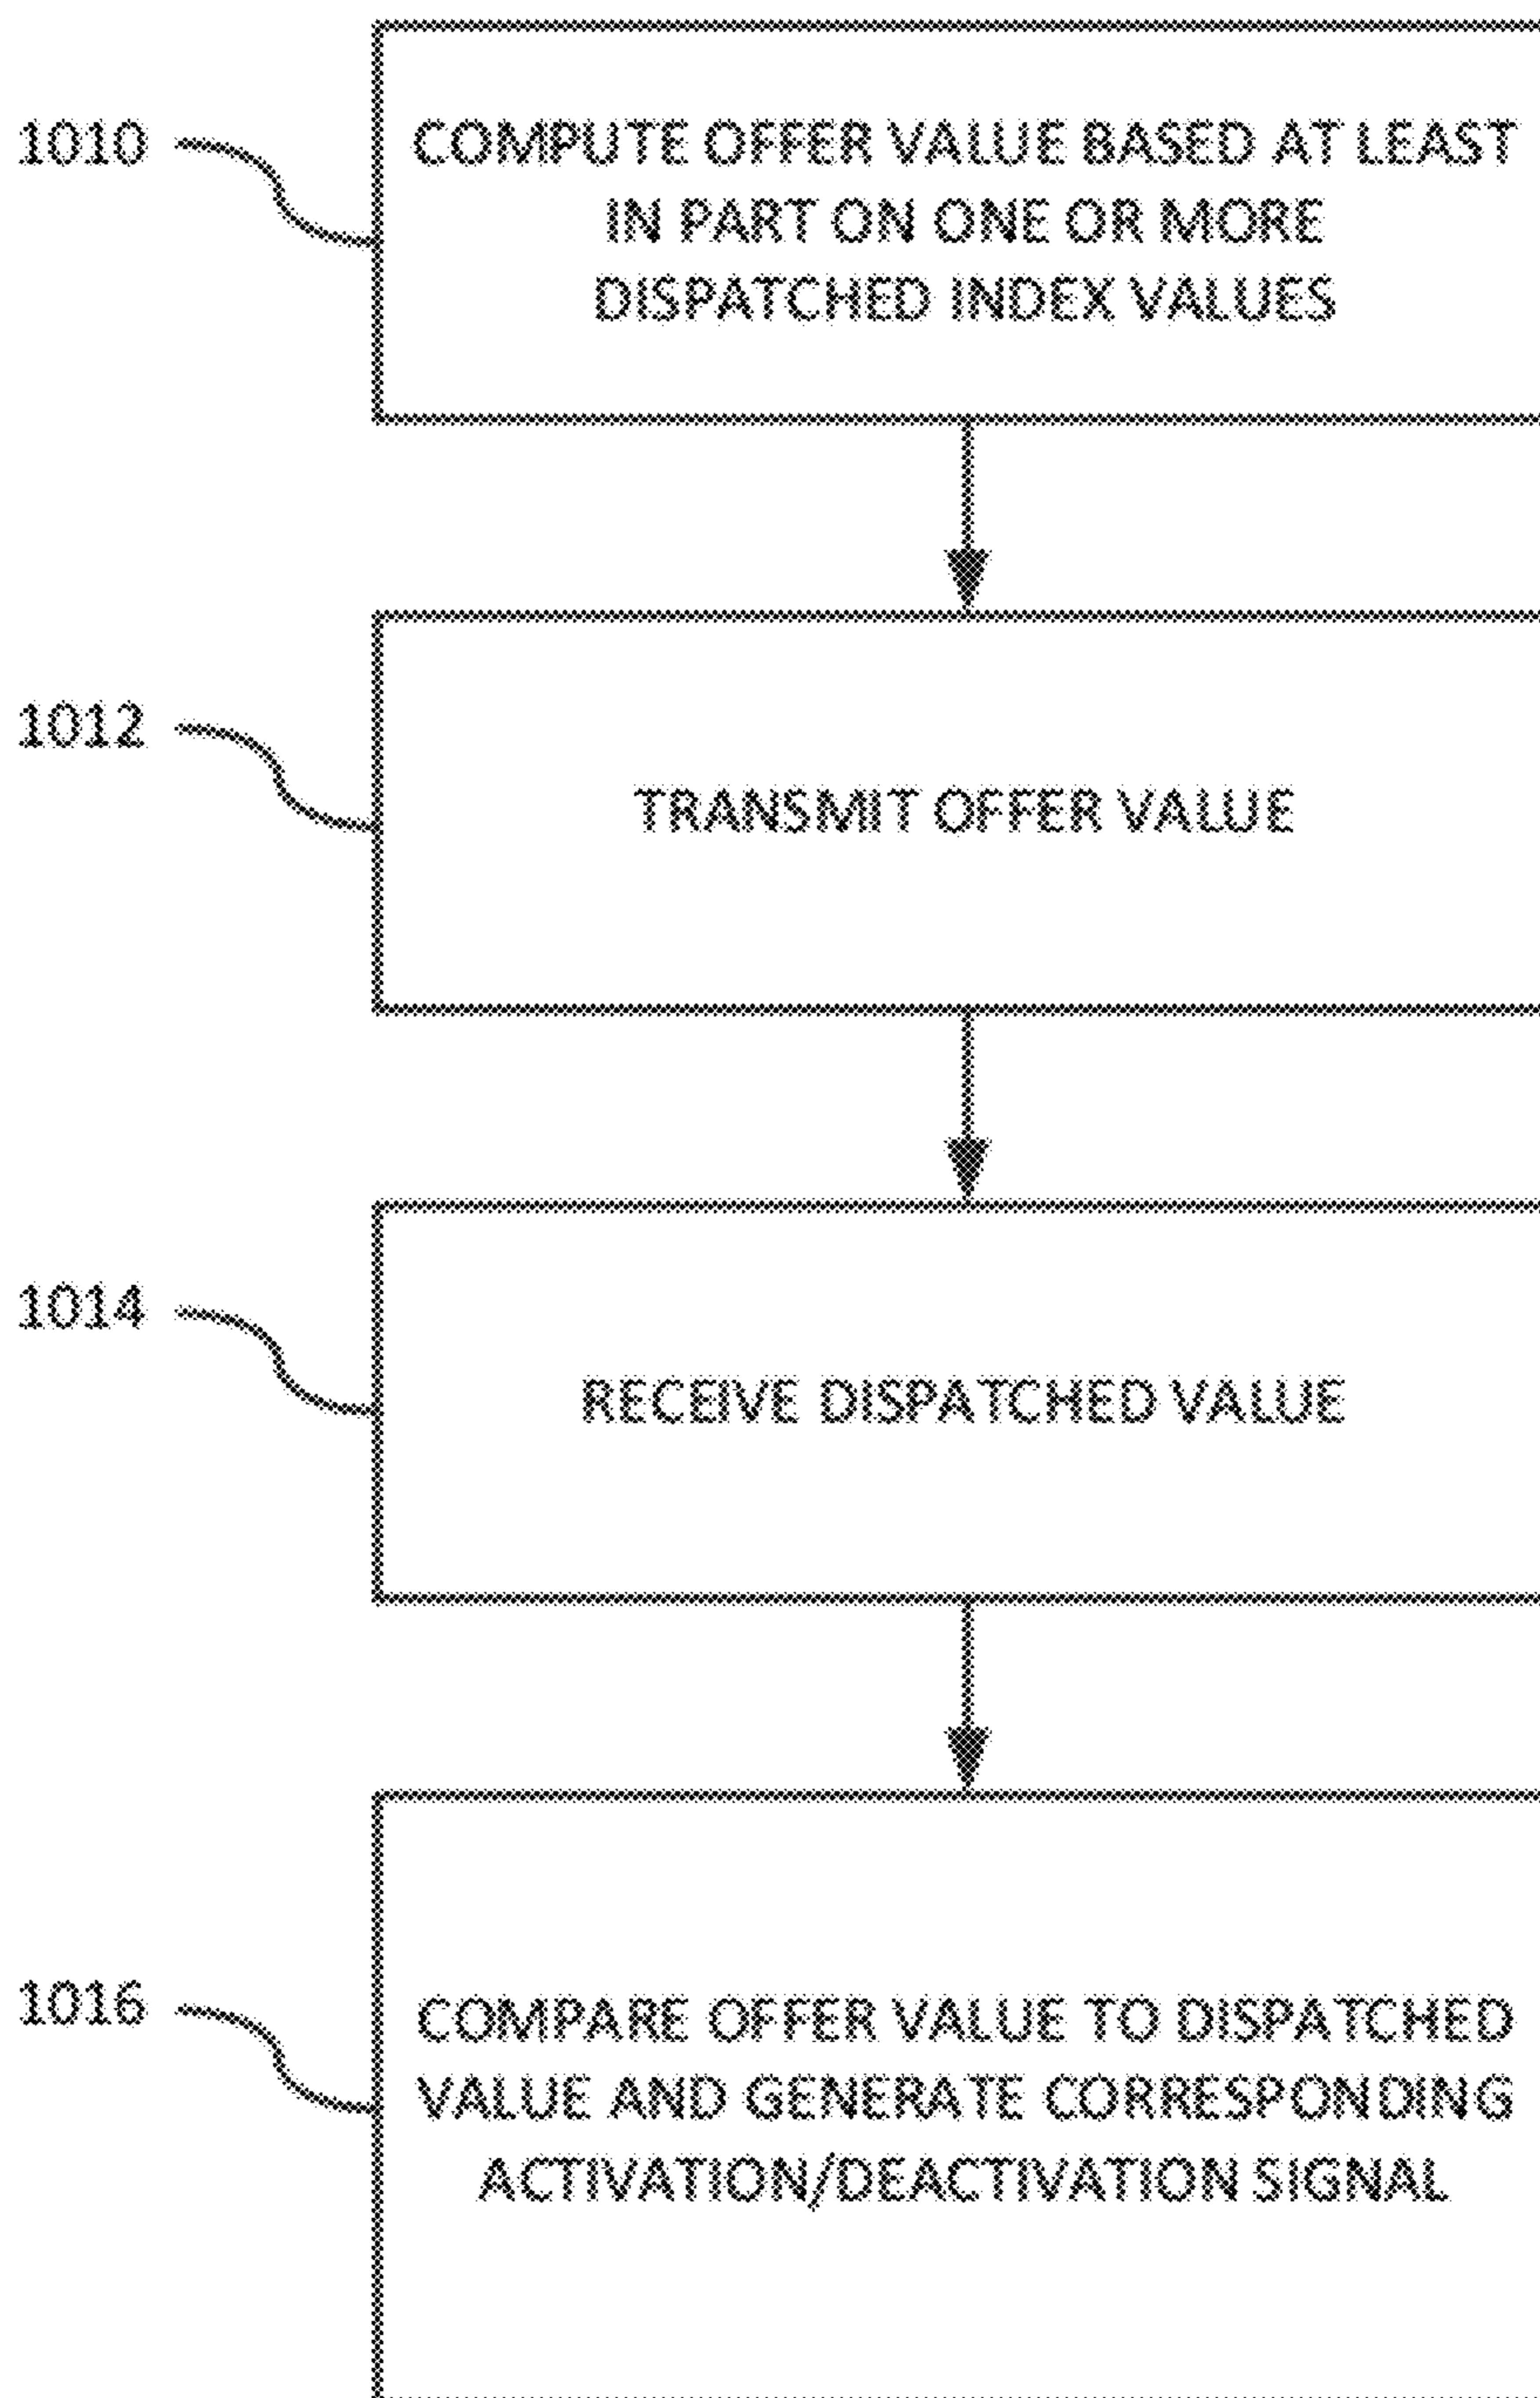 1010
COMPUTE OFFER VALUE BASED AT LEAST
IN PART ON ONE OR MORE
DISPATCHED INDEX VALUES
1012
TRANSMIT OFFER VALUE
1014
RECEIVE DISPATCHED VALUE
1016
COMPARE OFFER VALUE TO DISPATCHED
VALUE AND GENERATE CORRESPONDING
ACTIVATION/DEACTIVATION SIGNAL